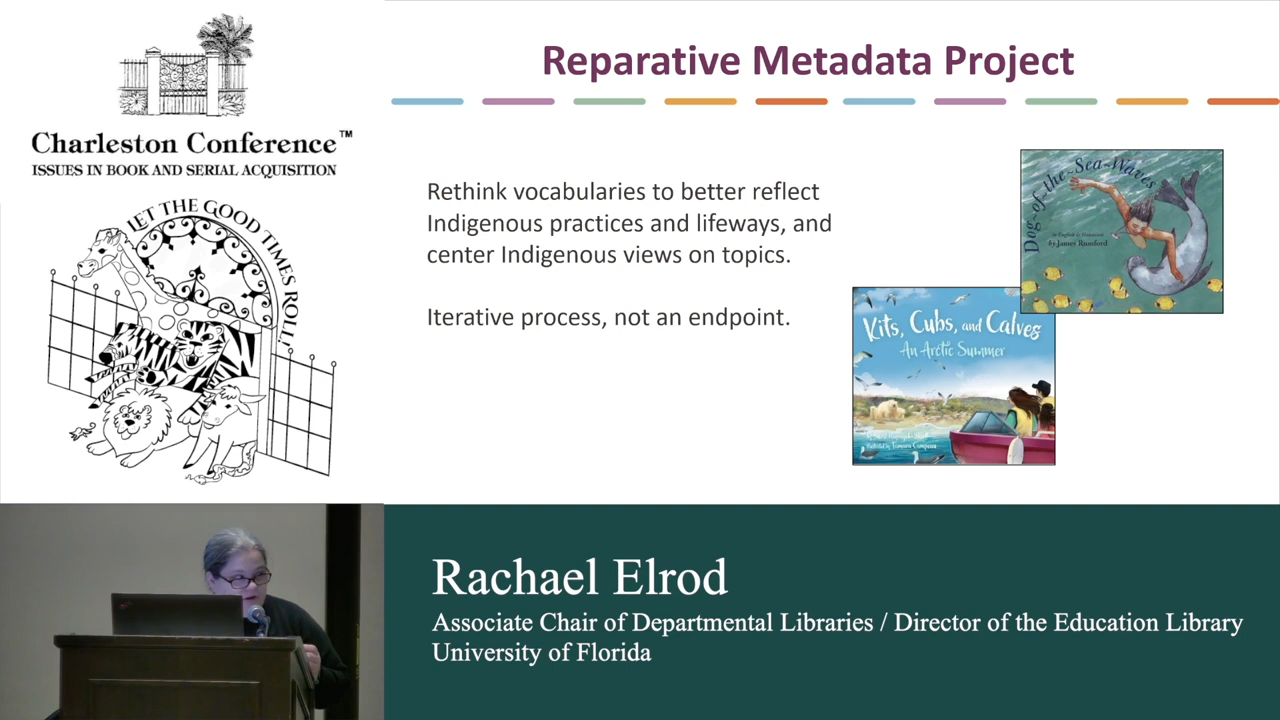 Charleston Conference™
ISSUES IN BOOK AND SERIAL ACQUISITION
LET THE GOOD TIMES ROLL!
Reparative Metadata Project
Rethink vocabularies to better reflect
Indigenous practices and lifeways, and
center Indigenous views on topics.
Iterative process, not an endpoint.
Dog-of-the-Sea-Waves
in English & Hawaiian
by James Rumford
Kits, Cubs, and Calves
An Arctic Summer
Rachael Elrod
Associate Chair of Departmental Libraries / Director of the Education Library
University of Florida